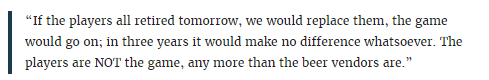 “If the players all retired tomorrow, we would replace them, the game
would go on; in three years it would make no difference whatsoever. The
players are NOT the game, any more than the beer vendors are.”